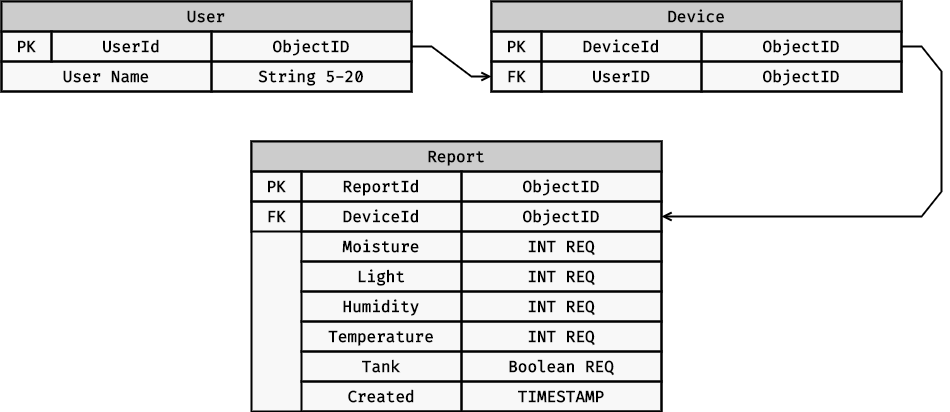 User
PK UserId ObjectID
User Name String 5-20
Device
PK DeviceId ObjectID
FK UserID ObjectID
Report
PK ReportId ObjectID
FK DeviceId ObjectID
Moisture INT REQ
Light INT REQ
Humidity INT REQ
Temperature INT REQ
Tank Boolean REQ
Created TIMESTAMP